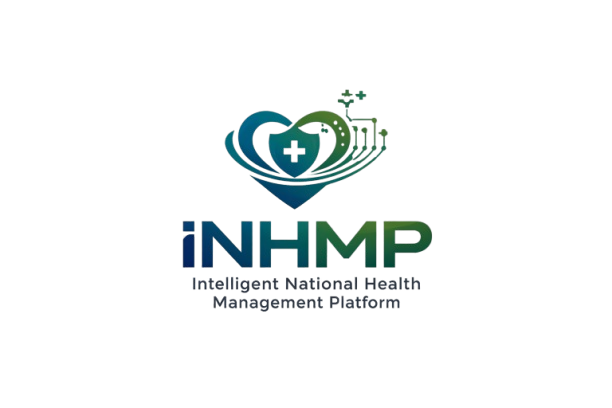 iNHMP
Intelligent National Health
Management Platform